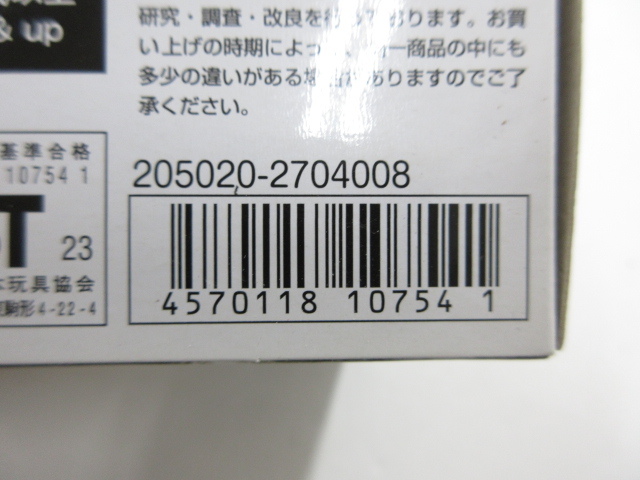 & up
研究・調査・改良を行っております。お買
い上げの時期によって、同一商品の中にも
多少の違いがある場合がありますのでご了
承ください。
基準合格
10754 1
T 23
本玩具協会
駒形4-22-4
205020-2704008
4570118 107541